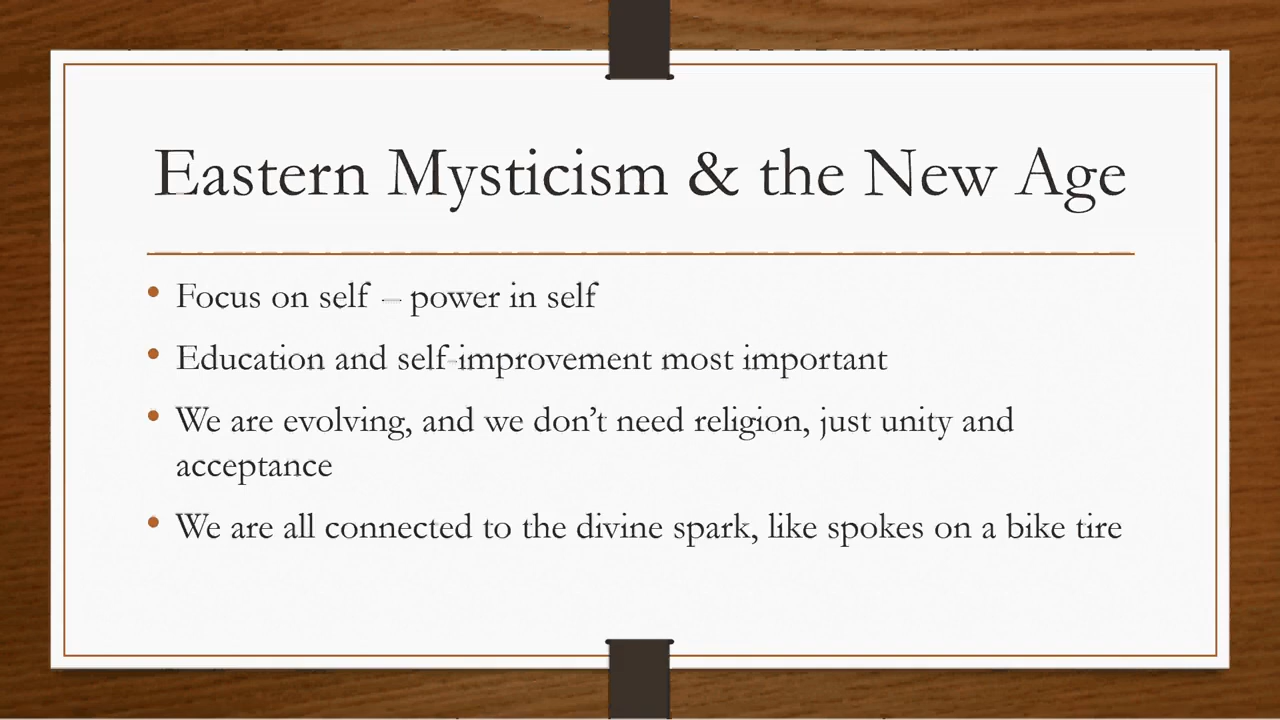 Eastern Mysticism & the New Age
• Focus on self – power in self
• Education and self-improvement most important
• We are evolving, and we don’t need religion, just unity and
acceptance
• We are all connected to the divine spark, like spokes on a bike tire